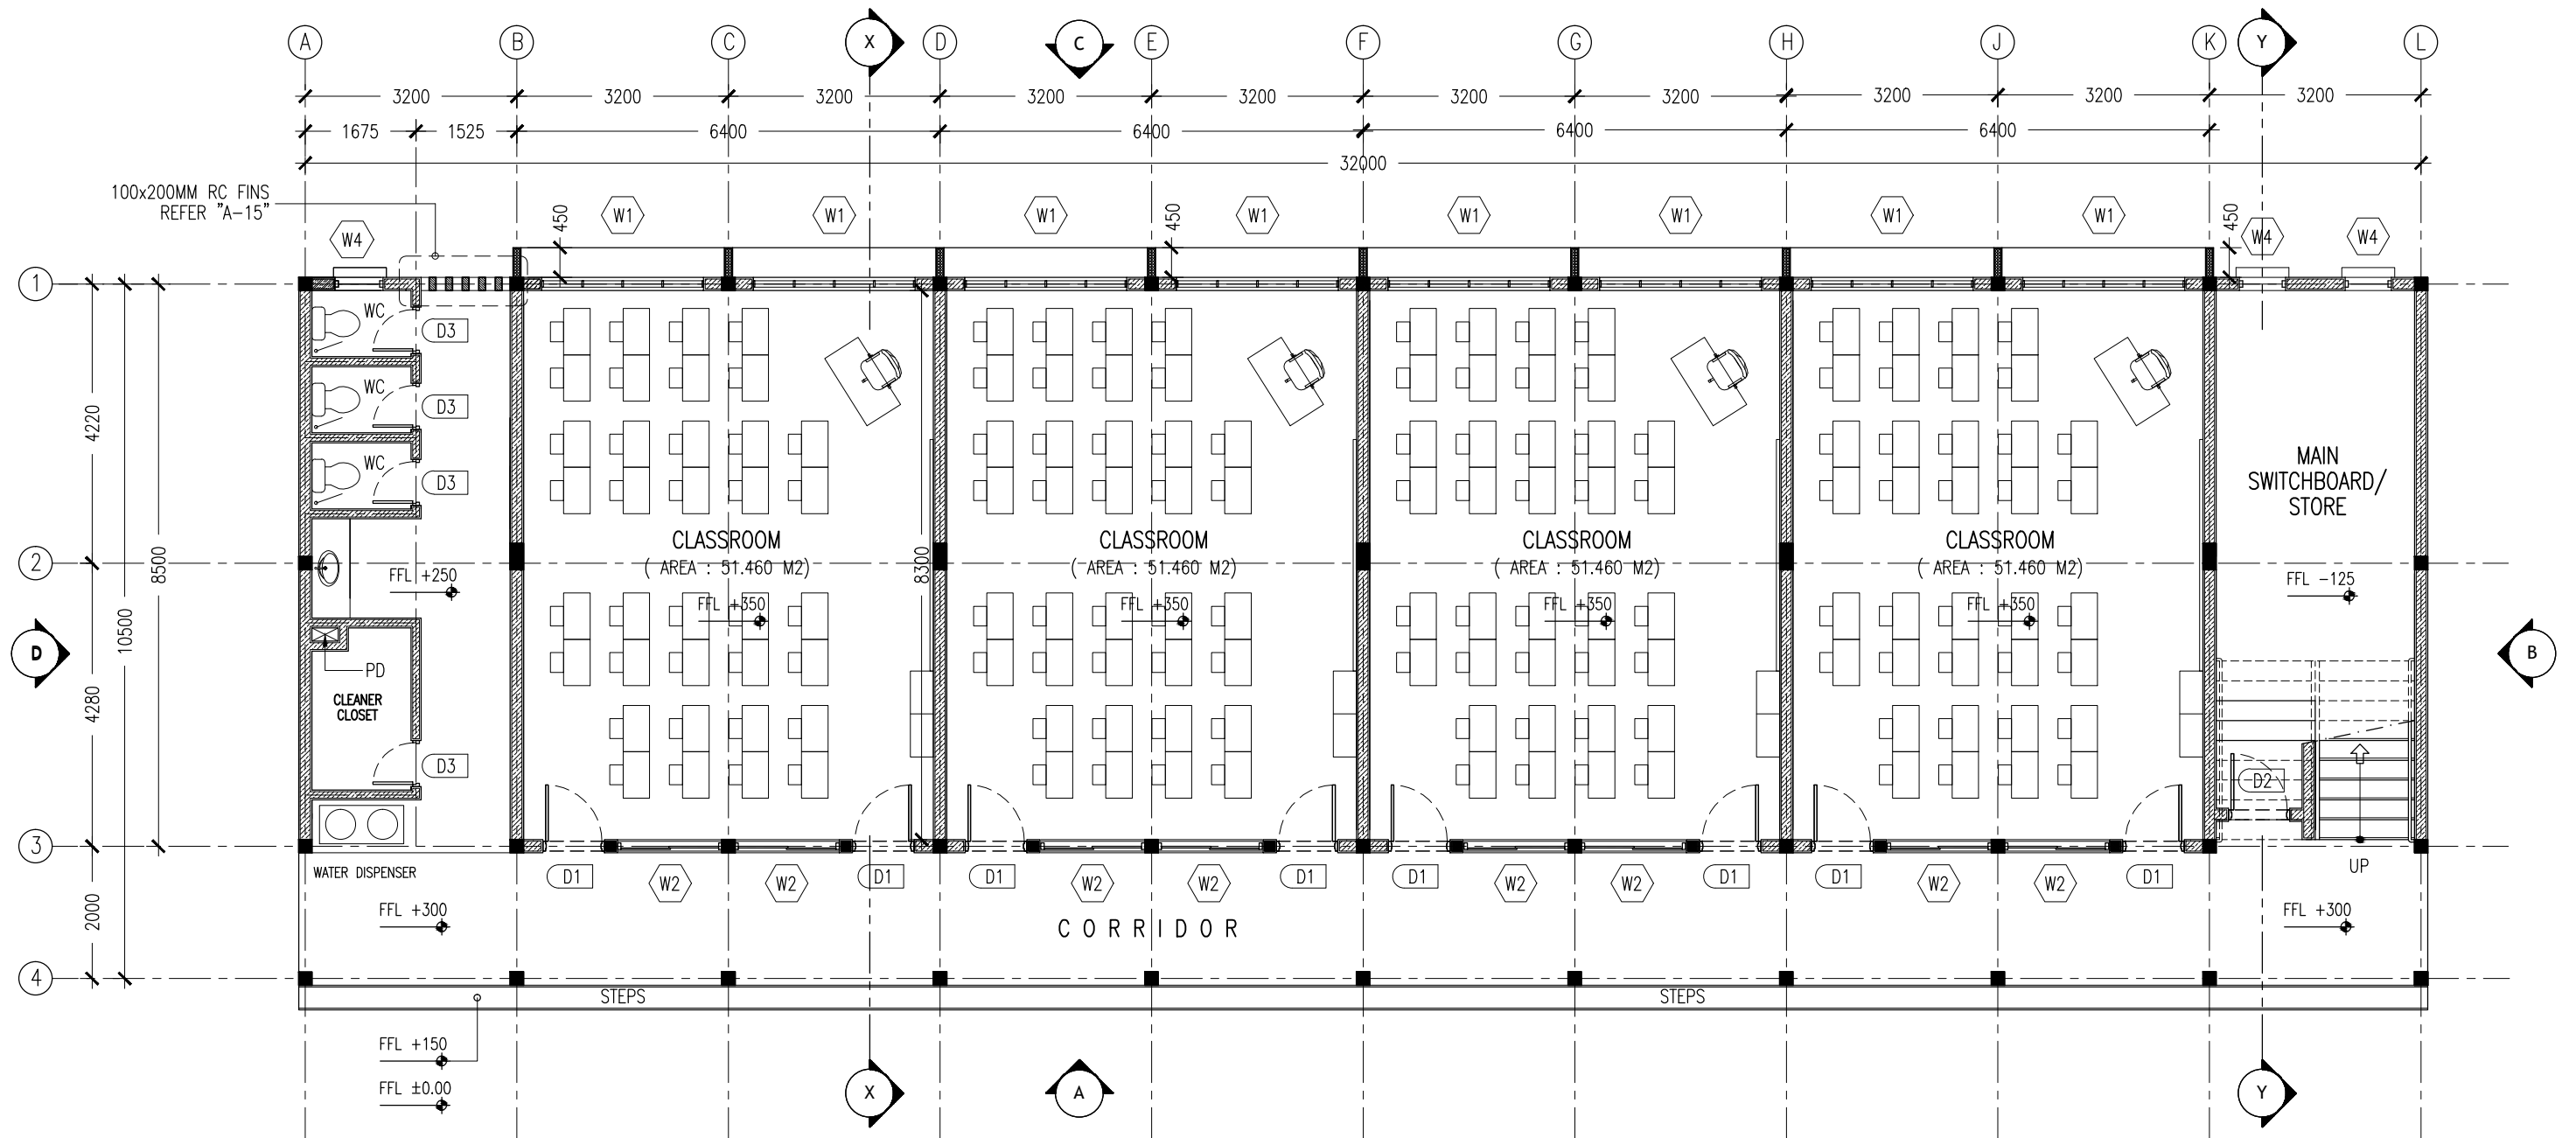 A B C X D C E F G H J K Y L
3200 3200 3200 3200 3200 3200 3200 3200 3200 3200
1675 1525 6400 6400 6400 6400
32000
100x200MM RC FINS
REFER "A-15"
W4 450 W1 W1 W1 450 W1 W1 W1 W1 W1 450 W4 W4
1
WC D3
WC D3
WC D3
4220
8500
10500
4280
2000
8300
MAIN
SWITCHBOARD/
STORE
CLASSROOM CLASSROOM CLASSROOM CLASSROOM
2
( AREA : 51.460 M2) ( AREA : 51.460 M2) ( AREA : 51.460 M2) ( AREA : 51.460 M2)
FFL +250 FFL -125
FFL +350 FFL +350 FFL +350 FFL +350
D B
PD
CLEANER
CLOSET
D3 D2
3
WATER DISPENSER
UP
D1 W2 W2 D1 D1 W2 W2 D1 D1 W2 W2 D1 D1 W2 W2 D1
FFL +300 FFL +300
CORRIDOR
4
STEPS STEPS
FFL +150
FFL ±0.00
X A Y